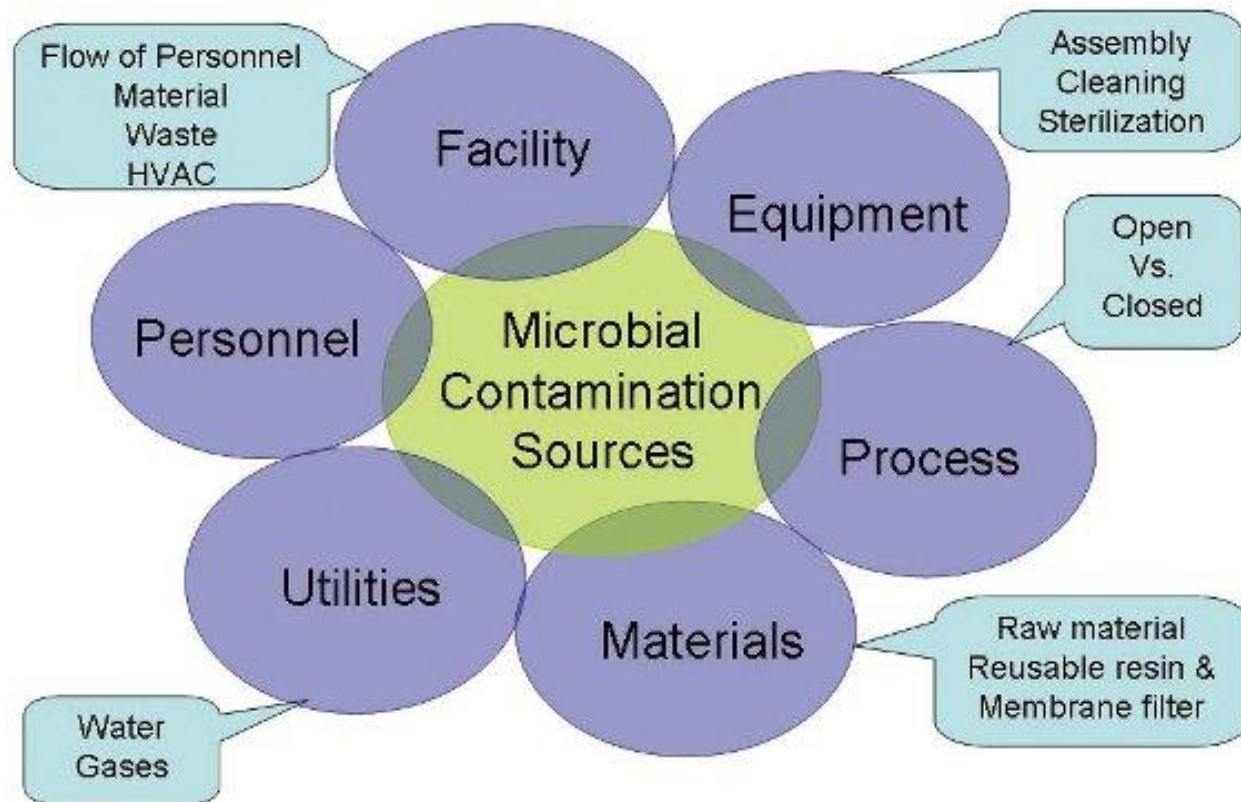 Flow of Personnel
Material
Waste
HVAC
Facility
Assembly
Cleaning
Sterilization
Equipment
Open
Vs.
Closed
Personnel
Microbial
Contamination
Sources
Process
Utilities
Materials
Raw material
Reusable resin &
Membrane filter
Water
Gases